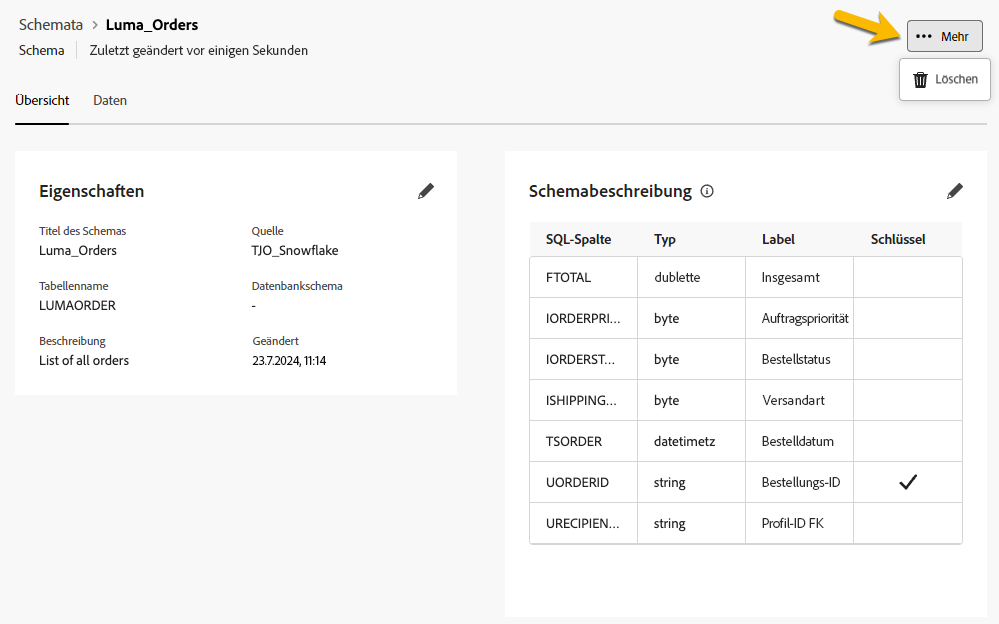 Schemata > Luma_Orders
Schema Zuletzt geändert vor einigen Sekunden
Mehr
Löschen
Übersicht Daten
Eigenschaften
Titel des Schemas Quelle
Luma_Orders TJO_Snowflake
Tabellenname Datenbankschema
LUMAORDER -
Beschreibung Geändert
List of all orders 23.7.2024, 11:14
Schemabeschreibung
SQL-Spalte Typ Label Schlüssel
FTOTAL dublette Insgesamt
IORDERPRI... byte Auftragspriorität
IORDERST... byte Bestellstatus
ISHIPPING... byte Versandart
TSORDER datetimetz Bestelldatum
UORDERID string Bestellungs-ID
URECIPIEN... string Profil-ID FK